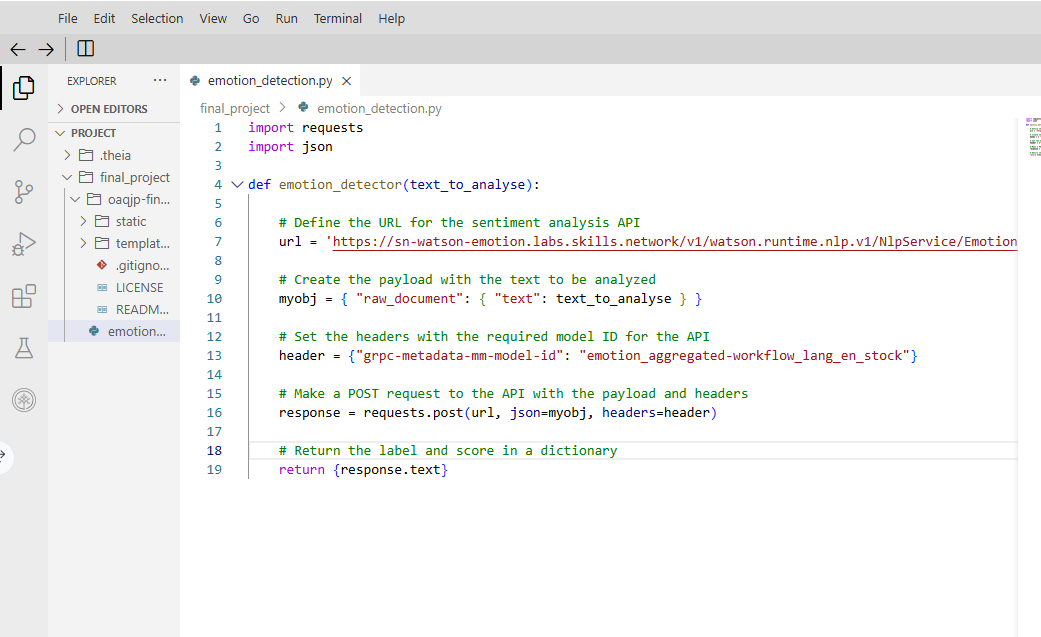 File Edit Selection View Go Run Terminal Help
EXPLORER ...
OPEN EDITORS
PROJECT
.theia
final_project
oaqjp-fin...
static
templat...
.gitigno...
LICENSE
READM...
emotion...
emotion_detection.py
final_project > emotion_detection.py
1 import requests
2 import json
3
4 def emotion_detector(text_to_analyse):
5
6 # Define the URL for the sentiment analysis API
7 url = 'https://sn-watson-emotion.labs.skills.network/v1/watson.runtime.nlp.v1/NlpService/Emotion
8
9 # Create the payload with the text to be analyzed
10 myobj = { "raw_document": { "text": text_to_analyse } }
11
12 # Set the headers with the required model ID for the API
13 header = {"grpc-metadata-mm-model-id": "emotion_aggregated-workflow_lang_en_stock"}
14
15 # Make a POST request to the API with the payload and headers
16 response = requests.post(url, json=myobj, headers=header)
17
18 # Return the label and score in a dictionary
19 return {response.text}